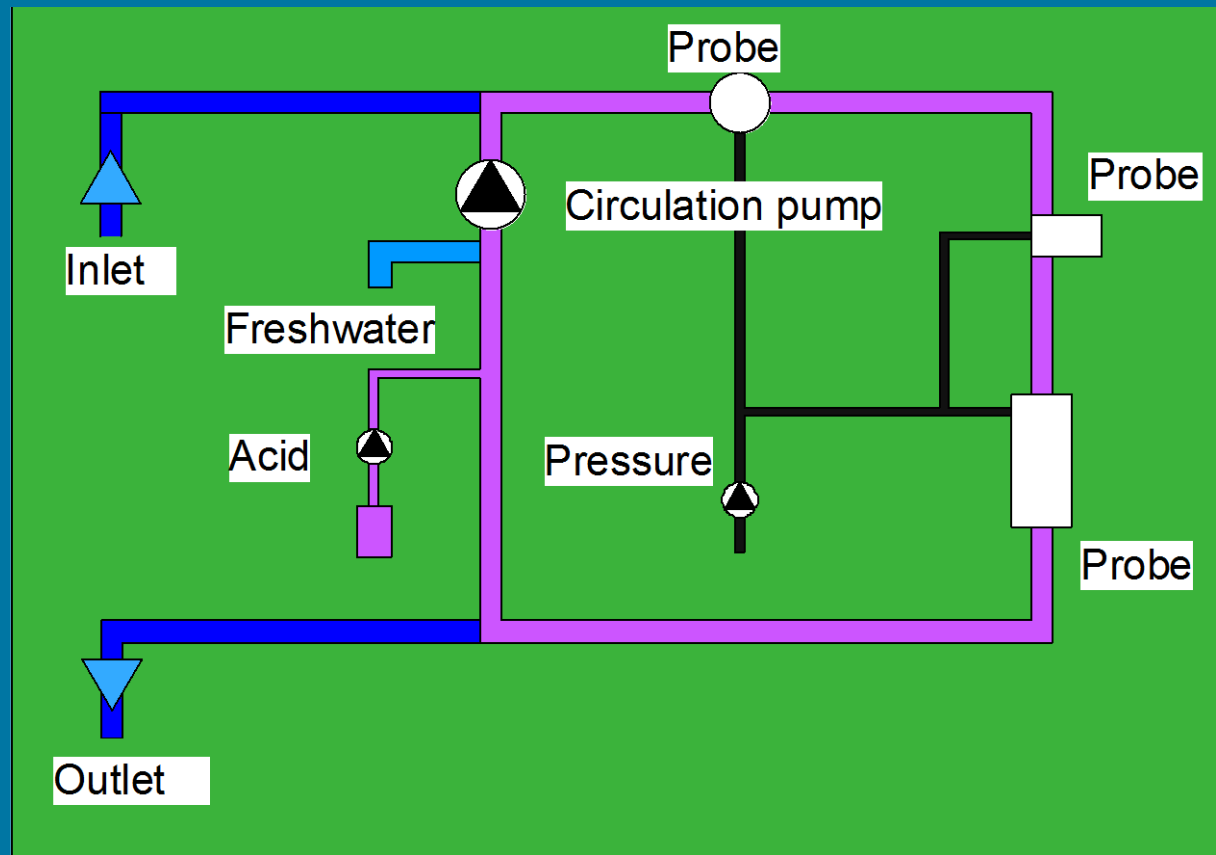 Probe
Probe
Circulation pump
Inlet
Freshwater
Acid
Pressure
Probe
Outlet